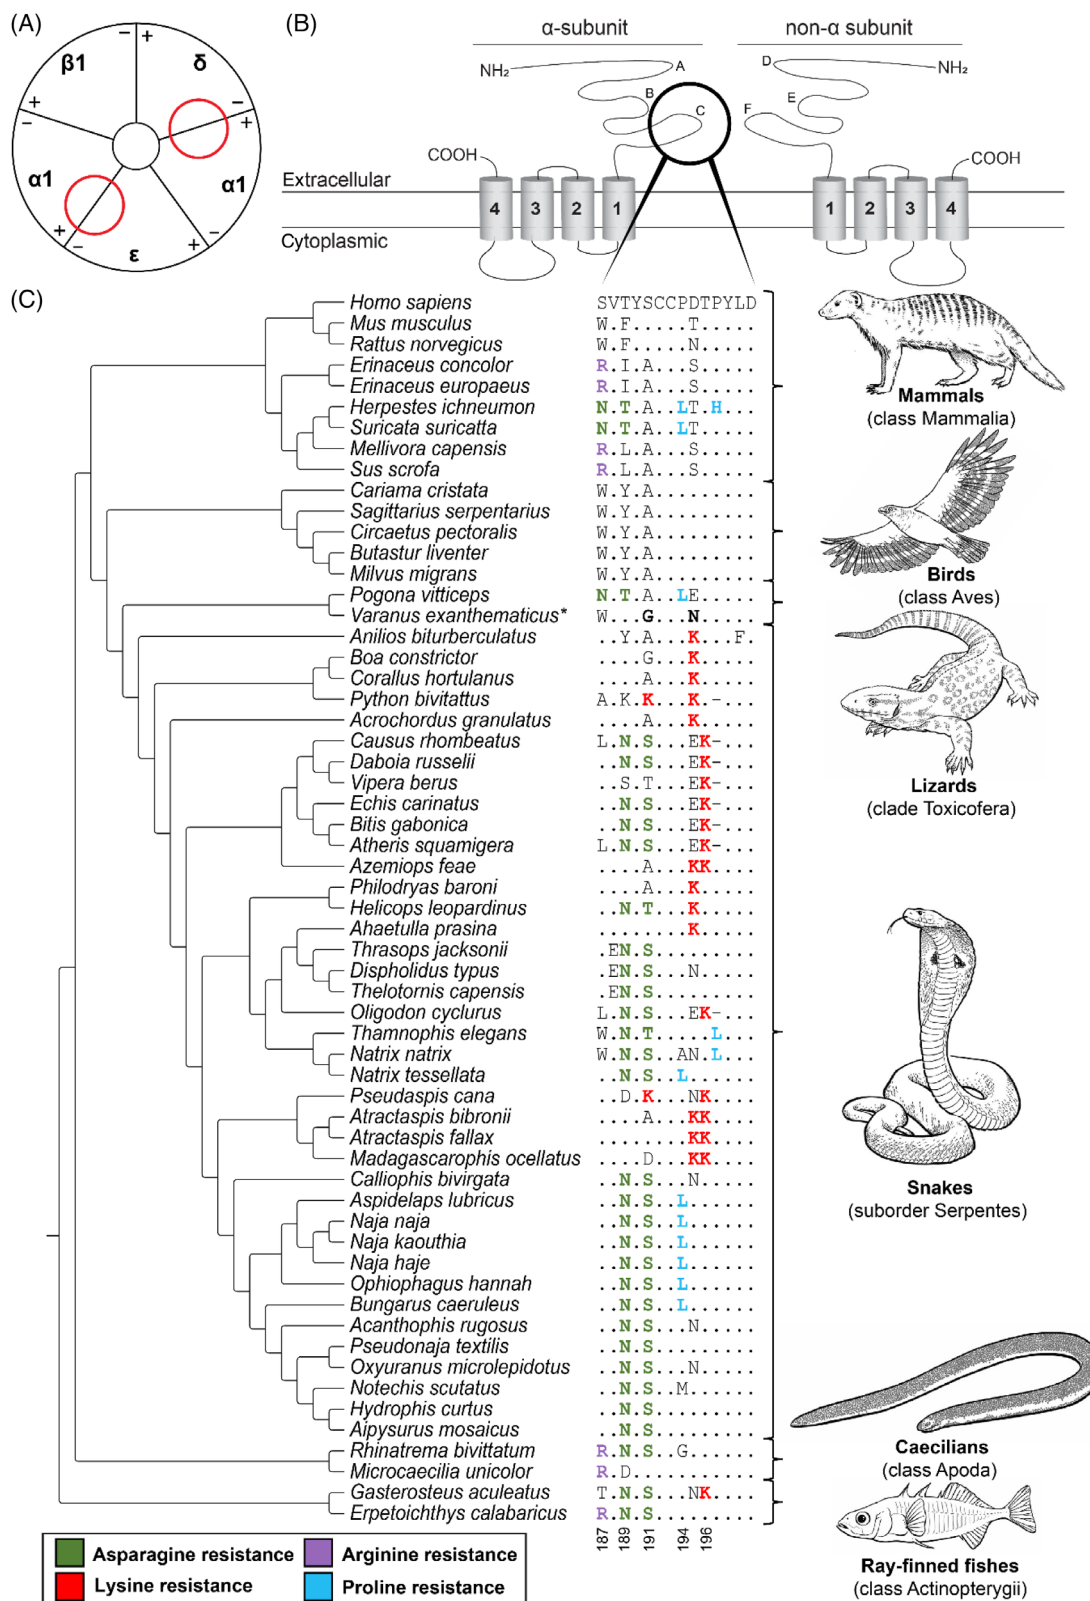 (A)
β1
δ
α1
α1
ε
− +
− +
+ −
+ −
+ −
(B)
α-subunit
non-α subunit
NH₂
A
B
C
D
E
F
NH₂
COOH
COOH
Extracellular
Cytoplasmic
4 3 2 1
1 2 3 4
(C)
Homo sapiens SVTYSCCPDTPYLD
Mus musculus W.F.....T.....
Rattus norvegicus W.F.....N.....
Erinaceus concolor R.I.A...S.....
Erinaceus europaeus R.I.A...S.....
Herpestes ichneumon N.T.A..LT.H...
Suricata suricatta N.T.A..LT.....
Mellivora capensis R.L.A...S.....
Sus scrofa R.L.A...S.....
Cariama cristata W.Y.A.........
Sagittarius serpentarius W.Y.A.........
Circaetus pectoralis W.Y.A.........
Butastur liventer W.Y.A.........
Milvus migrans W.Y.A.........
Pogona vitticeps N.T.A..LE.....
Varanus exanthematicus* W...G...N.....
Anilios biturberculatus ..Y.A...K...F.
Boa constrictor ....G...K.....
Corallus hortulanus ....A...K.....
Python bivitattus A.K.K...K.-...
Acrochordus granulatus ....A...K.....
Causus rhombeatus L.N.S...EK-...
Daboia russelii ..N.S...EK-...
Vipera berus ..S.T...EK-...
Echis carinatus ..N.S...EK-...
Bitis gabonica ..N.S...EK-...
Atheris squamigera L.N.S...EK-...
Azemiops feae ....A...KK....
Philodryas baroni ....A...K.....
Helicops leopardinus ..N.T...K.....
Ahaetulla prasina ........K.....
Thrasops jacksonii .EN.S.........
Dispholidus typus .EN.S...N.....
Thelotornis capensis .EN.S.........
Oligodon cyclurus L.N.S...EK-...
Thamnophis elegans W.N.T.....L...
Natrix natrix W.N.S..AN.L...
Natrix tessellata ..N.S..L......
Pseudaspis cana ..D.K...NK....
Atractaspis bibronii ....A...KK....
Atractaspis fallax ........KK....
Madagascarophis ocellatus ....D...KK....
Calliophis bivirgata ..N.S...N.....
Aspidelaps lubricus ..N.S..L......
Naja naja ..N.S..L......
Naja kaouthia ..N.S..L......
Naja haje ..N.S..L......
Ophiophagus hannah ..N.S..L......
Bungarus caeruleus ..N.S..L......
Acanthophis rugosus ..N.S...N.....
Pseudonaja textilis ..N.S.........
Oxyuranus microlepidotus ..N.S...N.....
Notechis scutatus ..N.S..M......
Hydrophis curtus ..N.S.........
Aipysurus mosaicus ..N.S.........
Rhinatrema bivittatum R.N.S..G......
Microcaecilia unicolor R.D...........
Gasterosteus aculeatus T.N.S...NK....
Erpetoichthys calabaricus R.N.S.........
187 189 191 194 196
Mammals
(class Mammalia)
Birds
(class Aves)
Lizards
(clade Toxicofera)
Snakes
(suborder Serpentes)
Caecilians
(class Apoda)
Ray-finned fishes
(class Actinopterygii)
Asparagine resistance
Arginine resistance
Lysine resistance
Proline resistance